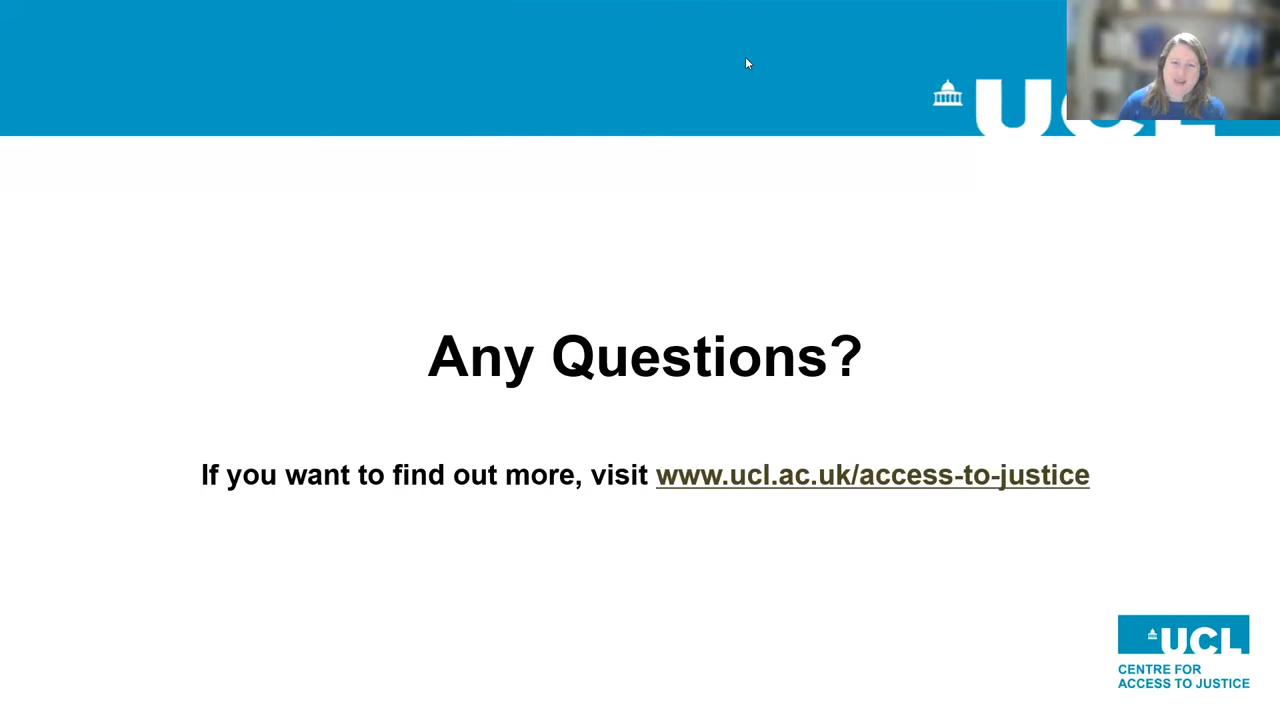 UCL
Any Questions?
If you want to find out more, visit www.ucl.ac.uk/access-to-justice
UCL
CENTRE FOR
ACCESS TO JUSTICE